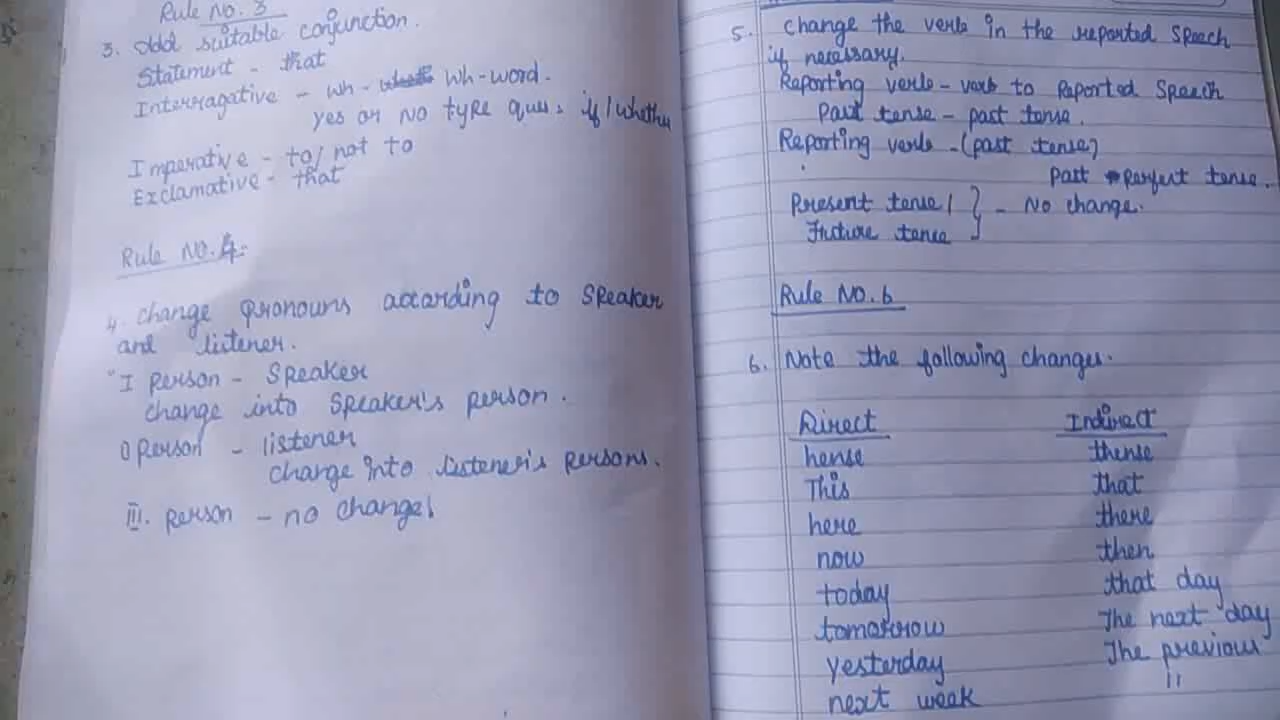 Rule No. 3
3. Add suitable conjunction.
Statement - that
Interragative - wh- wh-word.
yes or No type ques : if/whether
Imperative - to/not to
Exclamative - that
Rule No. 4:
4. change pronouns according to speaker
and listener.
I person - speaker
change into speaker's person.
II person - listener
change into listener's persons.
III. person - no change.
5. change the verb in the reported speech
if necessary.
Reporting verb - verb to Reported speech
Past tense - past tense.
Reporting verb - (past tense)
past perfect tense.
Present tense / } - No change.
Future tense
Rule No. 6
6. Note the following changes.
Direct Indirect
hense thense
This that
here there
now then
today that day
tomorrow The next day
yesterday The previous
next week "